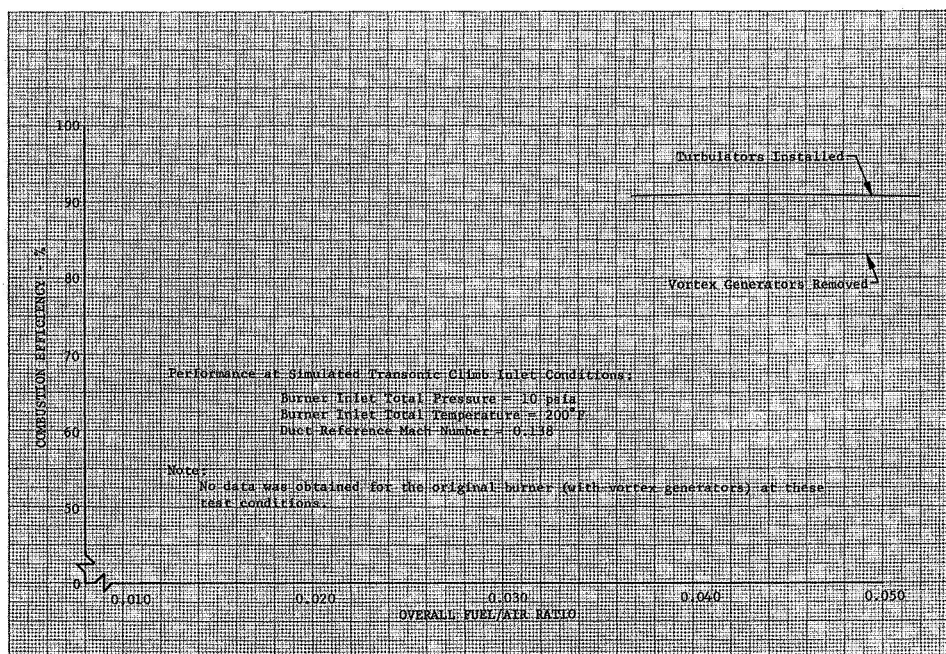 100
Turbulators Installed
90
80
Vortex Generators Removed
COMBUSTION EFFICIENCY - %
70
Performance at Simulated Transonic Climb Inlet Conditions:
Burner Inlet Total Pressure = 10 psia
Burner Inlet Total Temperature = 200°F
Duct Reference Mach Number = 0.138
60
Note:
No data was obtained for the original burner (with vortex generators) at these
test conditions.
50
0
0.010 0.020 0.030 0.040 0.050
OVERALL FUEL/AIR RATIO